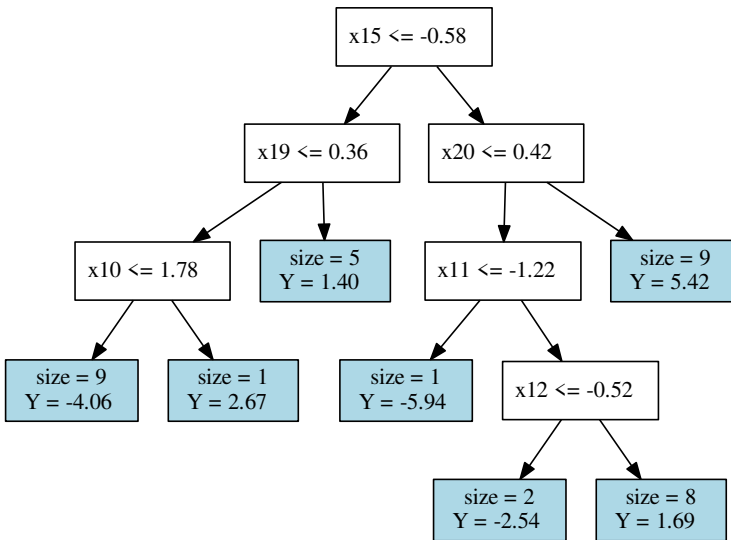 x15 <= -0.58
x19 <= 0.36
x20 <= 0.42
x10 <= 1.78
size = 5
Y = 1.40
x11 <= -1.22
size = 9
Y = 5.42
size = 9
Y = -4.06
size = 1
Y = 2.67
size = 1
Y = -5.94
x12 <= -0.52
size = 2
Y = -2.54
size = 8
Y = 1.69